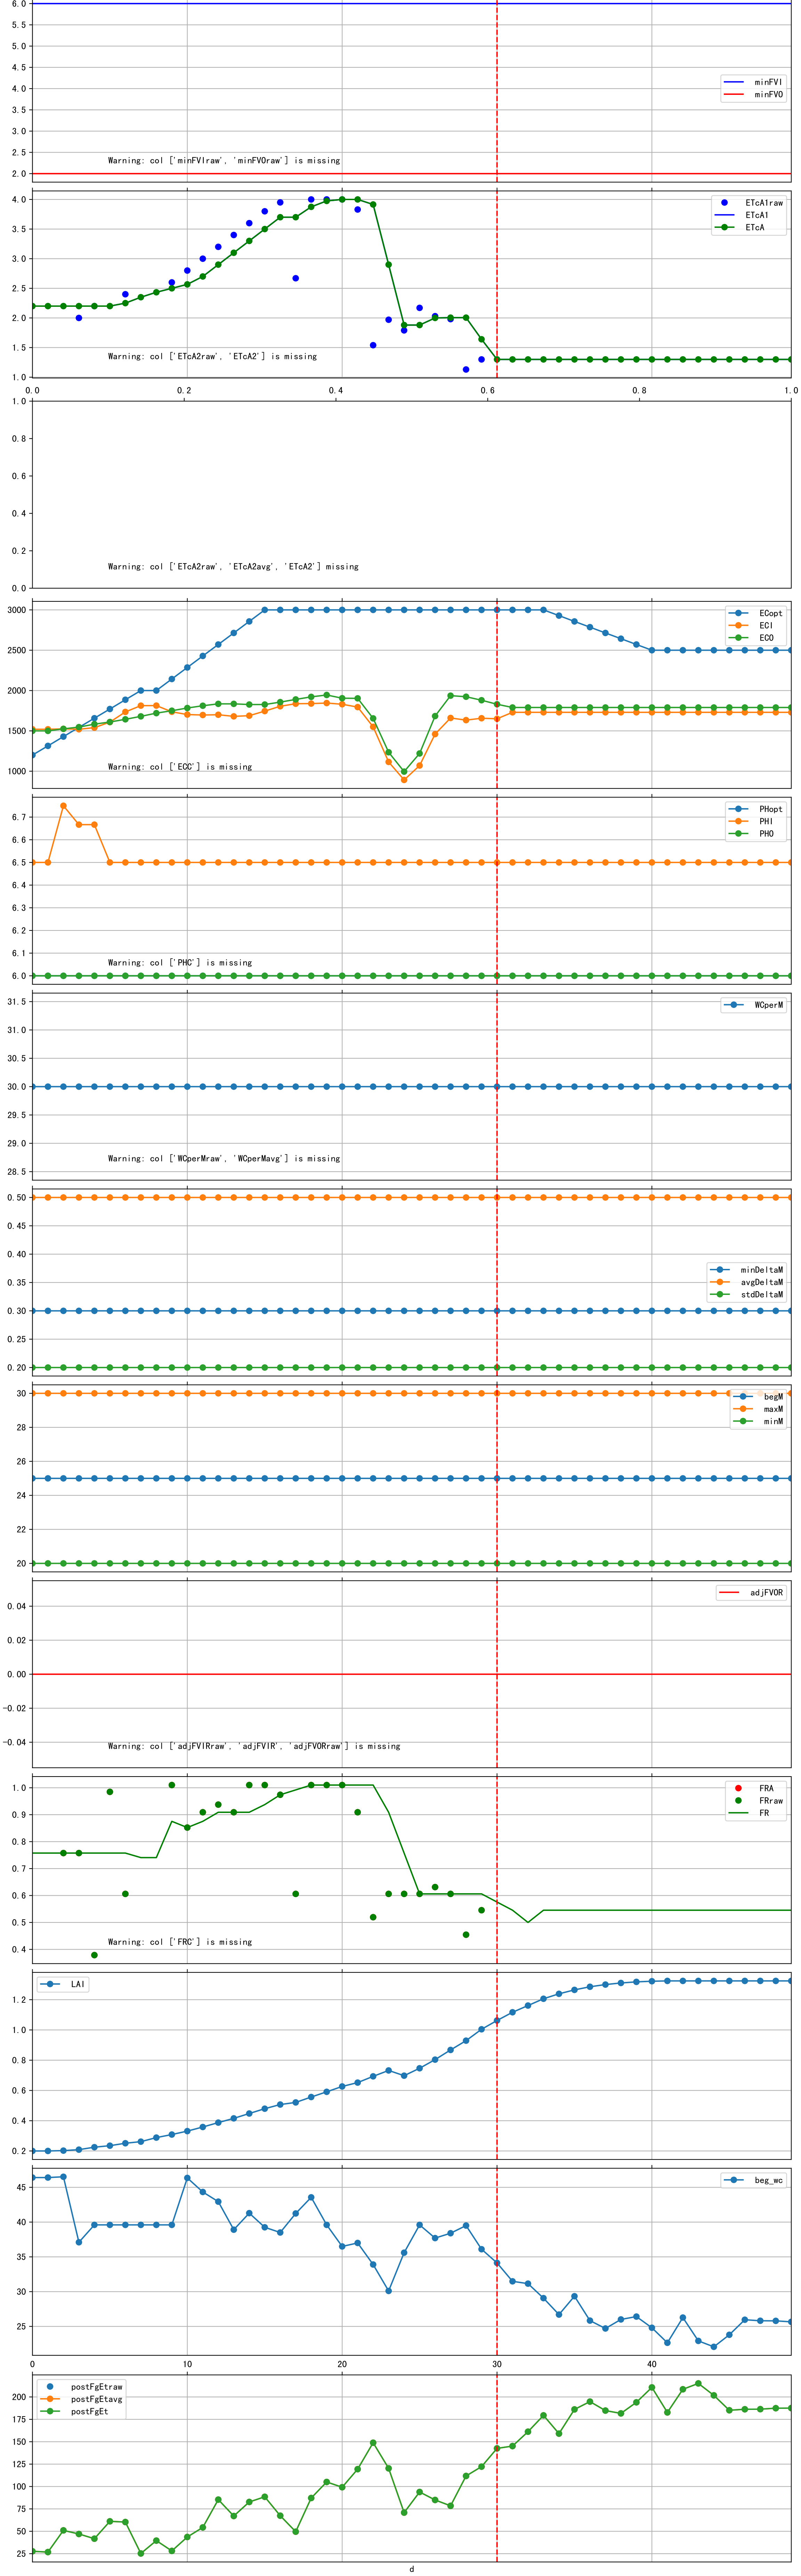 6.0
5.5
5.0
4.5
4.0
3.5
3.0
2.5
2.0
minFVI
minFVO
Warning: col ['minFVIraw', 'minFVOraw'] is missing
4.0
3.5
3.0
2.5
2.0
1.5
1.0
ETcA1raw
ETcA1
ETcA
Warning: col ['ETcA2raw', 'ETcA2'] is missing
0.0 0.2 0.4 0.6 0.8 1.0
1.0
0.8
0.6
0.4
0.2
0.0
Warning: col ['ETcA2raw', 'ETcA2avg', 'ETcA2'] missing
3000
2500
2000
1500
1000
ECopt
ECI
ECO
Warning: col ['ECC'] is missing
6.7
6.6
6.5
6.4
6.3
6.2
6.1
6.0
PHopt
PHI
PHO
Warning: col ['PHC'] is missing
31.5
31.0
30.5
30.0
29.5
29.0
28.5
WCperM
Warning: col ['WCperMraw', 'WCperMavg'] is missing
0.50
0.45
0.40
0.35
0.30
0.25
0.20
minDeltaM
avgDeltaM
stdDeltaM
30
28
26
24
22
20
begM
maxM
minM
0.04
0.02
0.00
−0.02
−0.04
adjFVOR
Warning: col ['adjFVIRraw', 'adjFVIR', 'adjFVORraw'] is missing
1.0
0.9
0.8
0.7
0.6
0.5
0.4
FRA
FRraw
FR
Warning: col ['FRC'] is missing
1.2
1.0
0.8
0.6
0.4
0.2
LAI
45
40
35
30
25
beg_wc
0 10 20 30 40
200
175
150
125
100
75
50
25
postFgEtraw
postFgEtavg
postFgEt
d